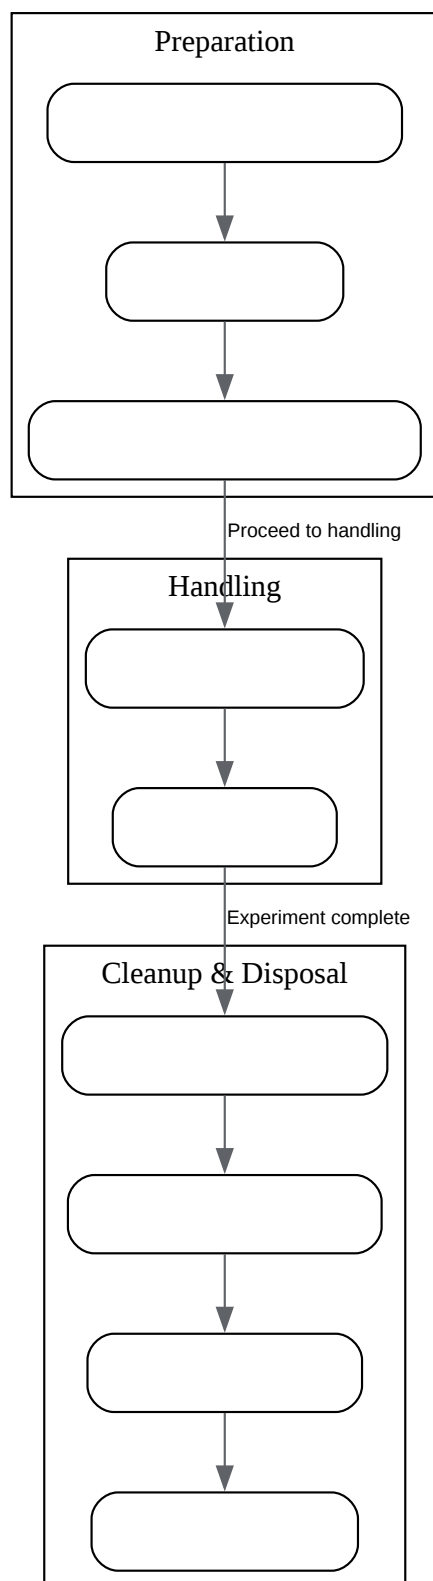 Preparation
Proceed to handling
Handling
Experiment complete
Cleanup & Disposal